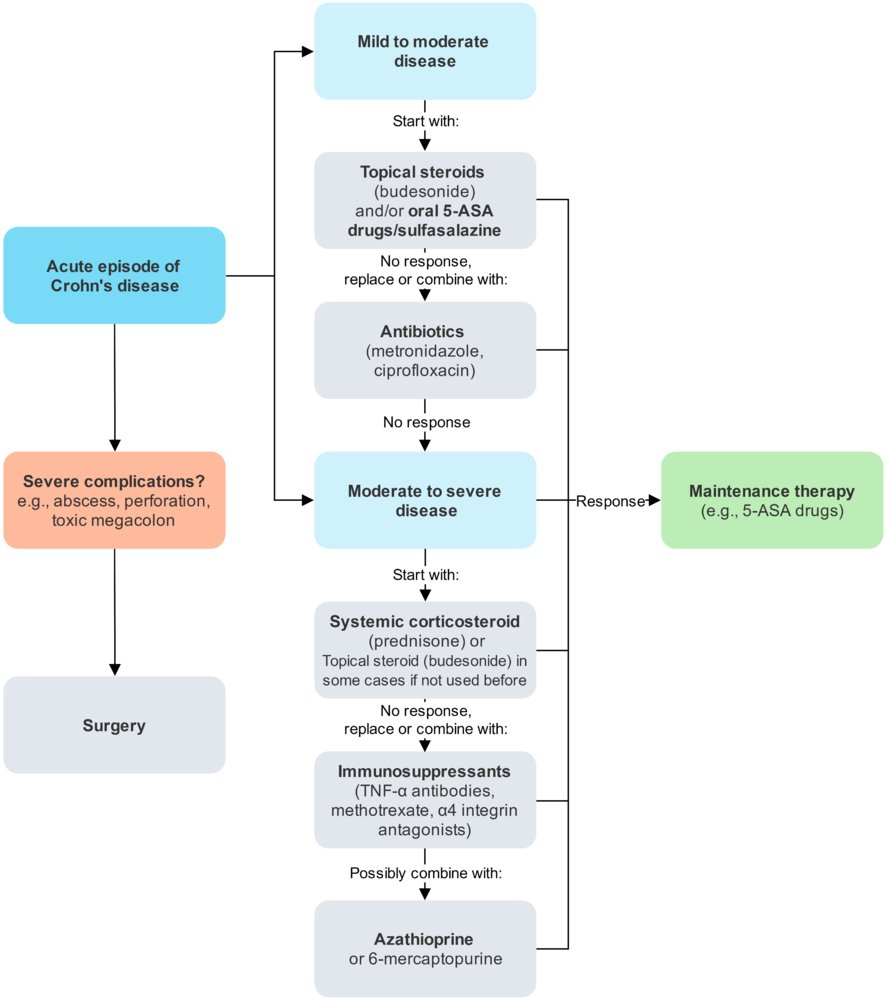 Mild to moderate
disease
Start with:
Topical steroids
(budesonide)
and/or oral 5-ASA
drugs/sulfasalazine
No response,
replace or combine with:
Acute episode of
Crohn's disease
Antibiotics
(metronidazole,
ciprofloxacin)
No response
Severe complications?
e.g., abscess, perforation,
toxic megacolon
Moderate to severe
disease
Response
Maintenance therapy
(e.g., 5-ASA drugs)
Start with:
Systemic corticosteroid
(prednisone) or
Topical steroid (budesonide) in
some cases if not used before
Surgery
No response,
replace or combine with:
Immunosuppressants
(TNF-α antibodies,
methotrexate, α4 integrin
antagonists)
Possibly combine with:
Azathioprine
or 6-mercaptopurine